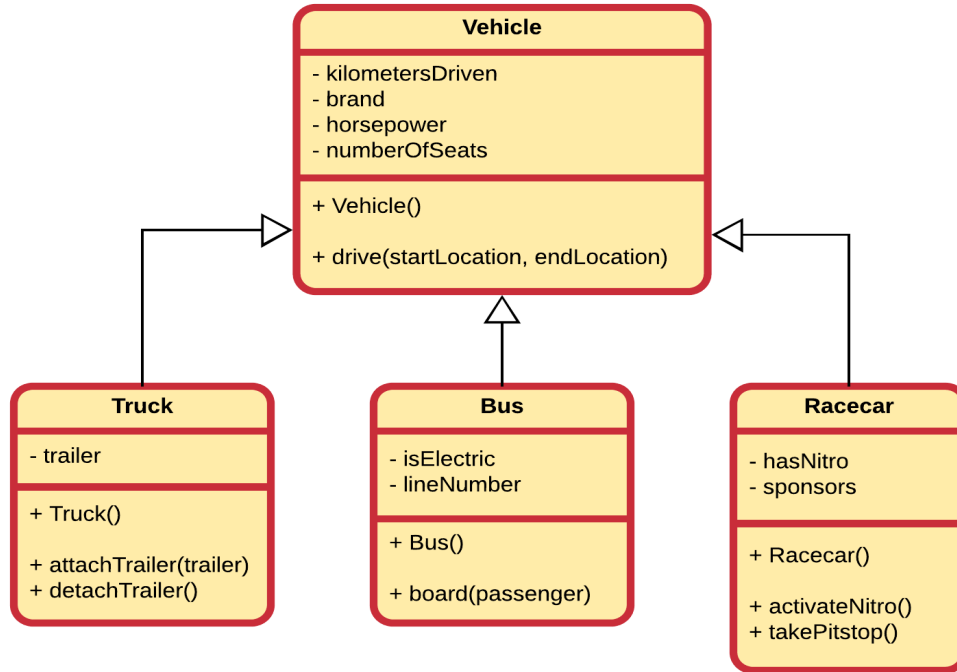 Vehicle
- kilometersDriven
- brand
- horsepower
- numberOfSeats
+ Vehicle()
+ drive(startLocation, endLocation)
Truck
- trailer
+ Truck()
+ attachTrailer(trailer)
+ detachTrailer()
Bus
- isElectric
- lineNumber
+ Bus()
+ board(passenger)
Racecar
- hasNitro
- sponsors
+ Racecar()
+ activateNitro()
+ takePitstop()